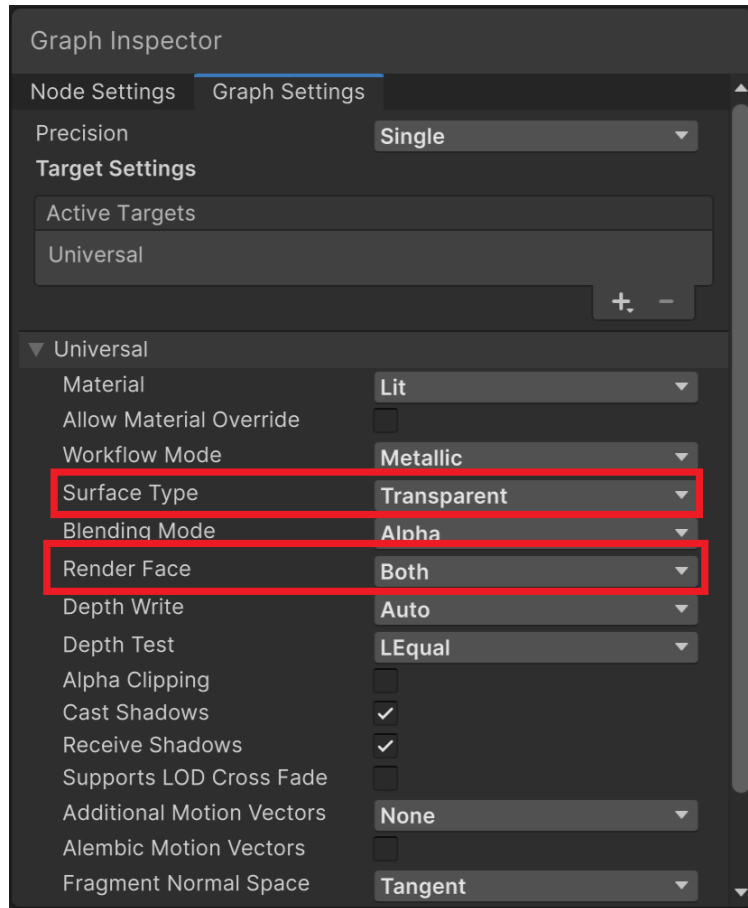 Graph Inspector
Node Settings Graph Settings
Precision Single
Target Settings
Active Targets
Universal
Universal
Material Lit
Allow Material Override
Workflow Mode Metallic
Surface Type Transparent
Blending Mode Alpha
Render Face Both
Depth Write Auto
Depth Test LEqual
Alpha Clipping
Cast Shadows
Receive Shadows
Supports LOD Cross Fade
Additional Motion Vectors None
Alembic Motion Vectors
Fragment Normal Space Tangent